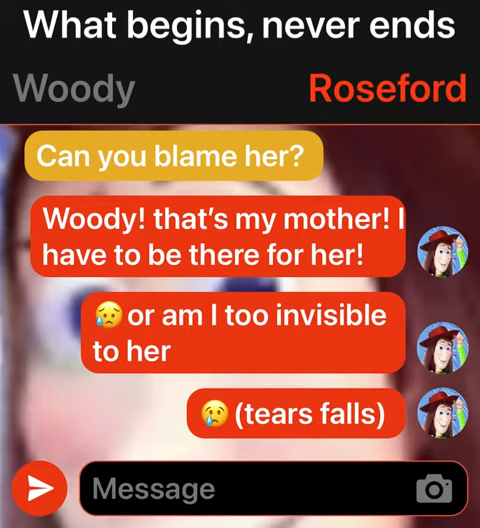 What begins, never ends
Woody
Roseford
Can you blame her?
Woody! that's my mother! I
have to be there for her!
😥 or am I too invisible
to her
😢 (tears falls)
Message